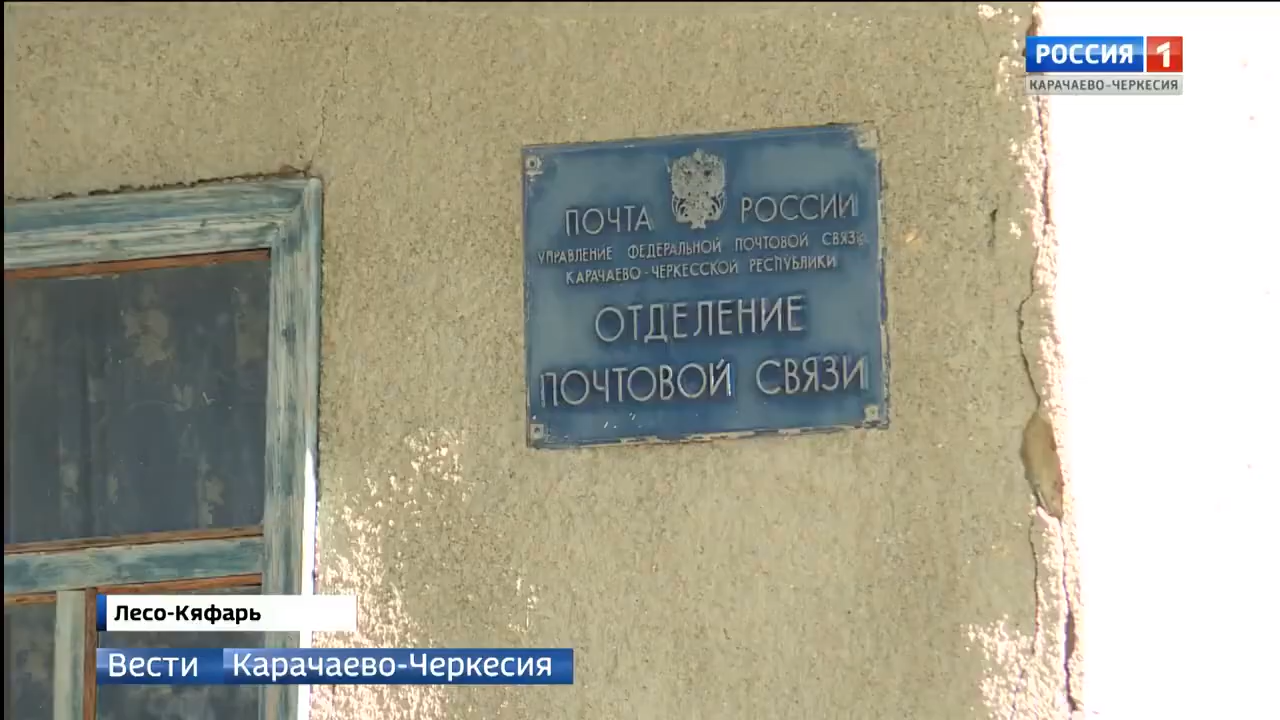 РОССИЯ 1
КАРАЧАЕВО-ЧЕРКЕСИЯ
ПОЧТА РОССИИ
УПРАВЛЕНИЕ ФЕДЕРАЛЬНОЙ ПОЧТОВОЙ СВЯЗИ
КАРАЧАЕВО-ЧЕРКЕССКОЙ РЕСПУБЛИКИ
ОТДЕЛЕНИЕ
ПОЧТОВОЙ СВЯЗИ
Лесо-Кяфарь
Вести Карачаево-Черкесия